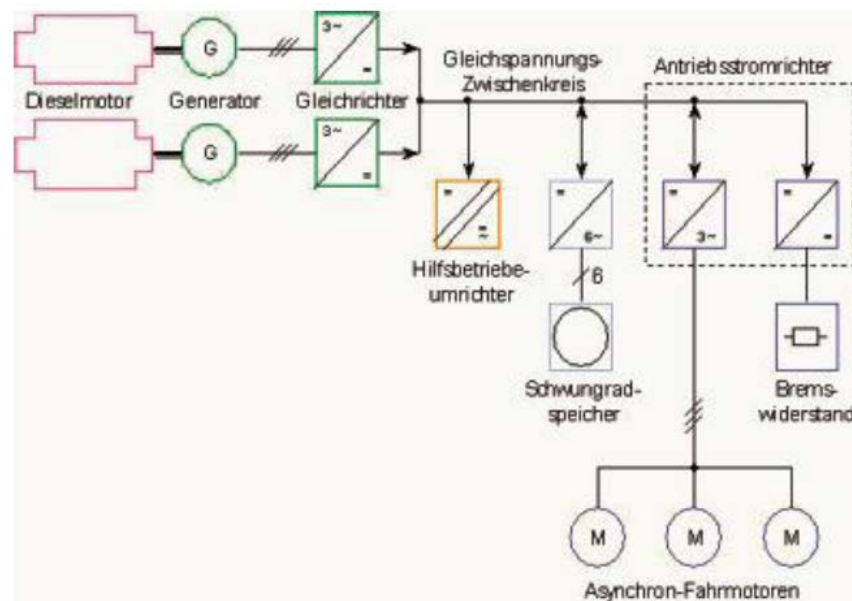 3~
G
=
Dieselmotor
Generator
Gleichrichter
Gleichspannungs-
Zwischenkreis
Antriebsstromrichter
3~
G
=
=
=
~
=
6~
=
3~
=
=
Hilfsbetriebe-
umrichter
6
Schwungrad-
speicher
Brems-
widerstand
M
M
M
Asynchron-Fahrmotoren